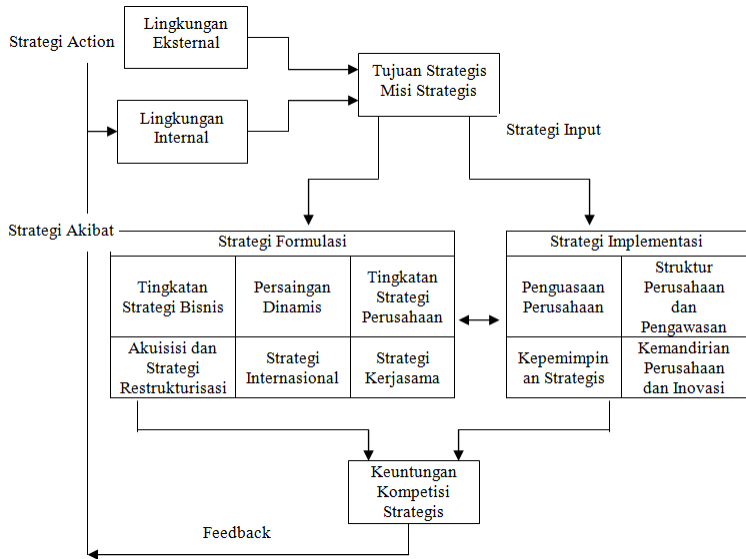 Lingkungan
Eksternal
Strategi Action
Tujuan Strategis
Misi Strategis
Lingkungan
Internal
Strategi Input
Strategi Akibat
Strategi Formulasi
Tingkatan
Strategi Bisnis
Persaingan
Dinamis
Tingkatan
Strategi
Perusahaan
Akuisisi dan
Strategi
Restrukturisasi
Strategi
Internasional
Strategi
Kerjasama
Strategi Implementasi
Penguasaan
Perusahaan
Struktur
Perusahaan
dan
Pengawasan
Kepemimpin
an Strategis
Kemandirian
Perusahaan
dan Inovasi
Keuntungan
Kompetisi
Strategis
Feedback